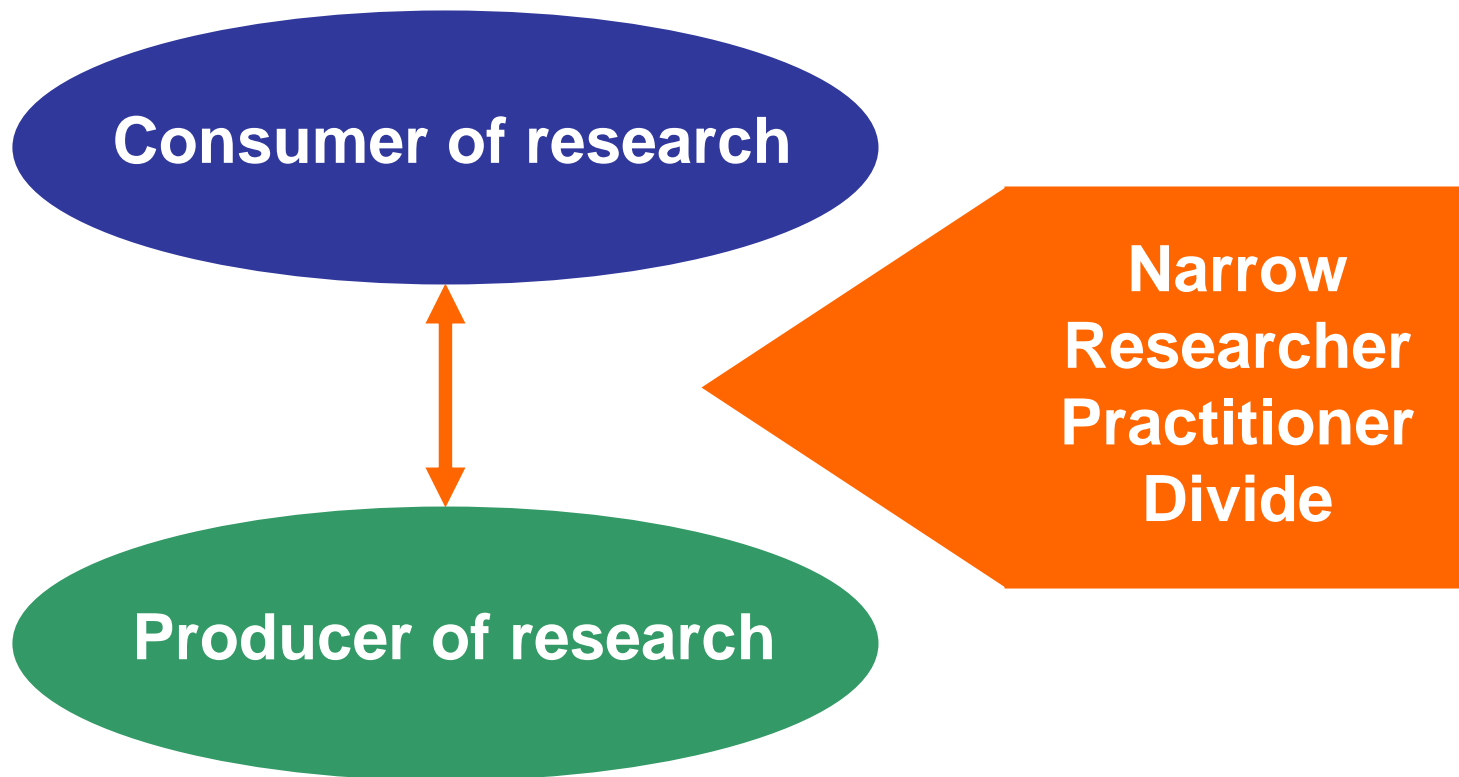 Consumer of research
Narrow
Researcher
Practitioner
Divide
Producer of research